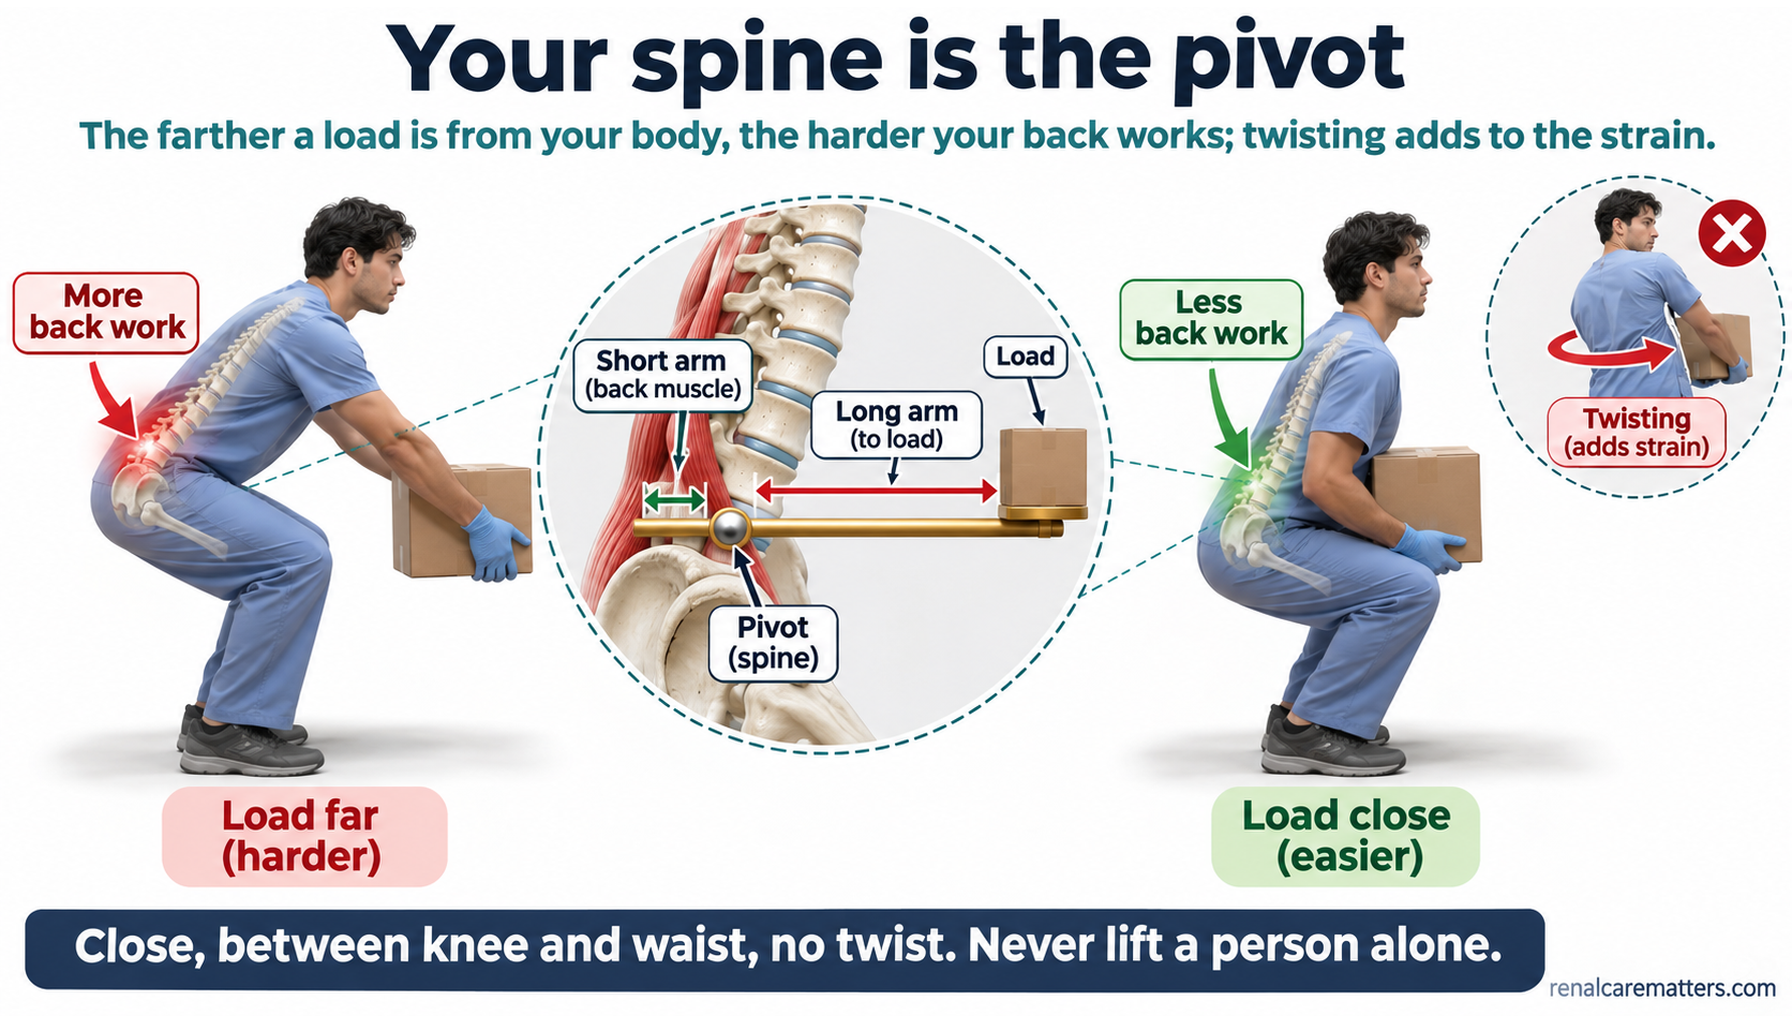 Your spine is the pivot
The farther a load is from your body, the harder your back works; twisting adds to the strain.
More
back work
Short arm
(back muscle)
Long arm
(to load)
Load
Pivot
(spine)
Less
back work
Twisting
(adds strain)
Load far
(harder)
Load close
(easier)
Close, between knee and waist, no twist. Never lift a person alone.
renalcarematters.com